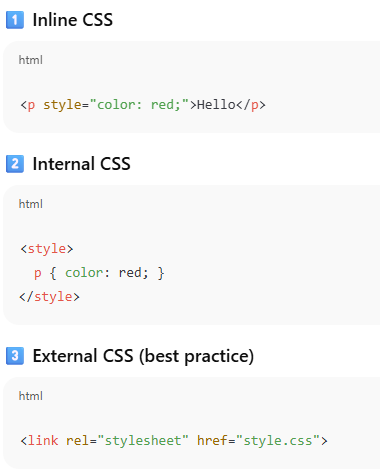 1️⃣ Inline CSS
html
<p style="color: red;">Hello</p>
2️⃣ Internal CSS
html
<style>
  p { color: red; }
</style>
3️⃣ External CSS (best practice)
html
<link rel="stylesheet" href="style.css">